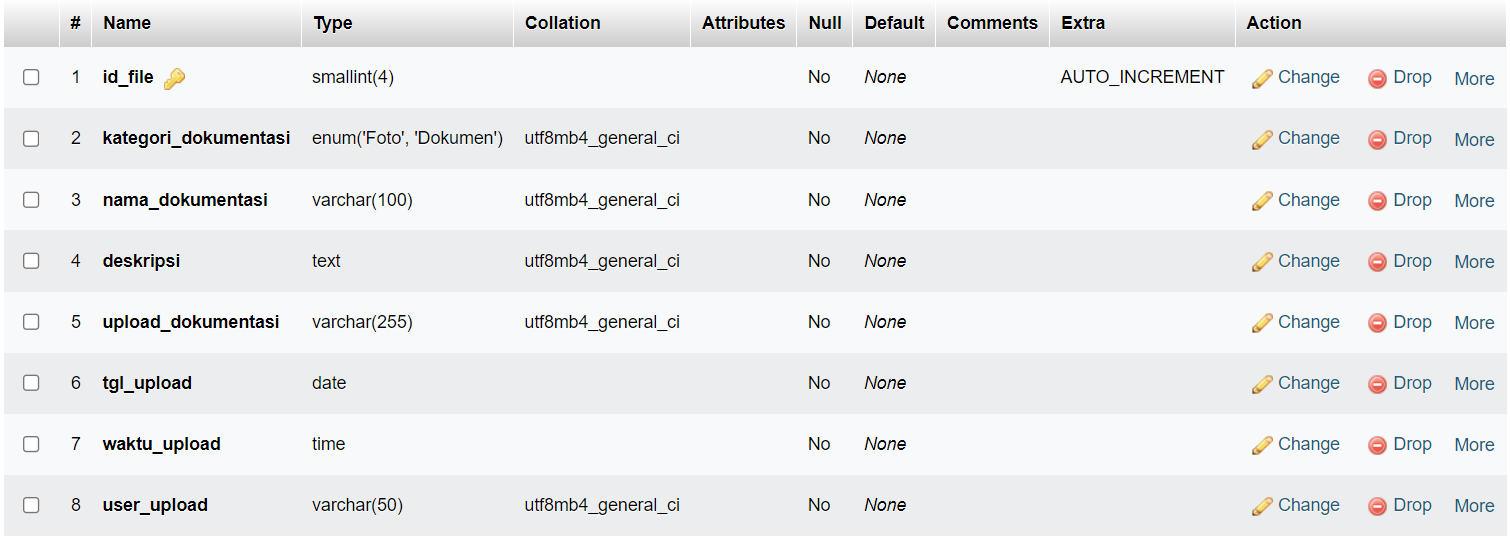 # Name Type Collation Attributes Null Default Comments Extra Action
1 id_file smallint(4) No None AUTO_INCREMENT Change Drop More
2 kategori_dokumentasi enum('Foto', 'Dokumen') utf8mb4_general_ci No None Change Drop More
3 nama_dokumentasi varchar(100) utf8mb4_general_ci No None Change Drop More
4 deskripsi text utf8mb4_general_ci No None Change Drop More
5 upload_dokumentasi varchar(255) utf8mb4_general_ci No None Change Drop More
6 tgl_upload date No None Change Drop More
7 waktu_upload time No None Change Drop More
8 user_upload varchar(50) utf8mb4_general_ci No None Change Drop More